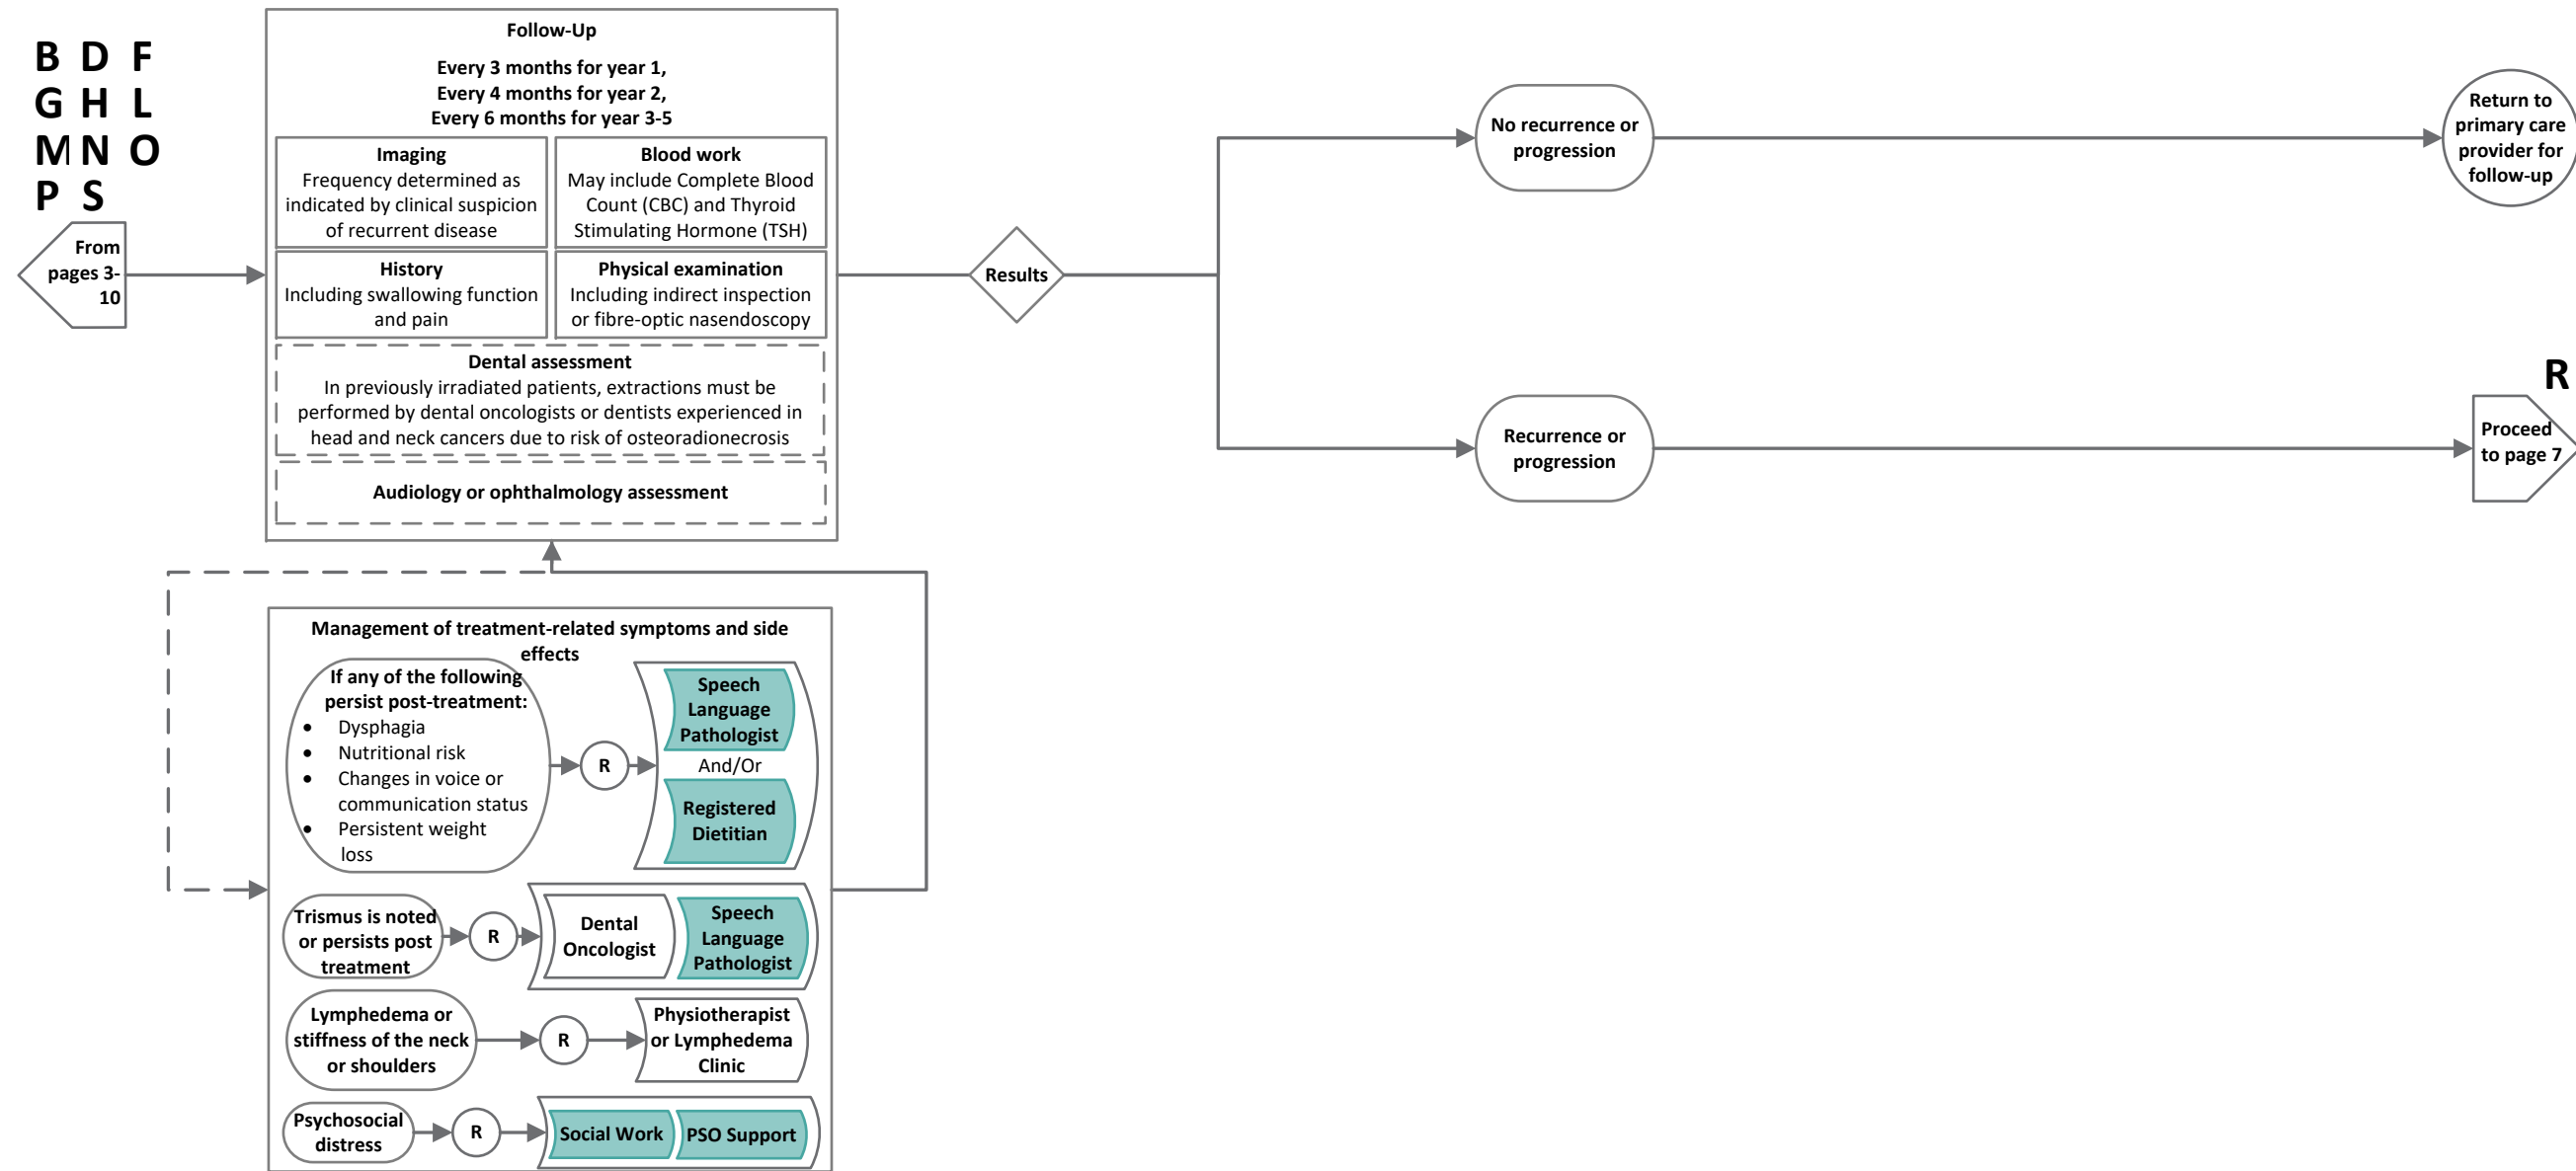 B D F
G H L
M N O
P S
From
pages 3-
10
Follow-Up
Every 3 months for year 1,
Every 4 months for year 2,
Every 6 months for year 3-5
Imaging
Frequency determined as
indicated by clinical suspicion
of recurrent disease
Blood work
May include Complete Blood
Count (CBC) and Thyroid
Stimulating Hormone (TSH)
History
Including swallowing function
and pain
Physical examination
Including indirect inspection
or fibre-optic nasendoscopy
Dental assessment
In previously irradiated patients, extractions must be
performed by dental oncologists or dentists experienced in
head and neck cancers due to risk of osteoradionecrosis
Audiology or ophthalmology assessment
Results
No recurrence or
progression
Return to
primary care
provider for
follow-up
Recurrence or
progression
R
Proceed
to page 7
Management of treatment-related symptoms and side
effects
If any of the following
persist post-treatment:
• Dysphagia
• Nutritional risk
• Changes in voice or
communication status
• Persistent weight
loss
R
Speech
Language
Pathologist
And/Or
Registered
Dietitian
Trismus is noted
or persists post
treatment
R
Dental
Oncologist
Speech
Language
Pathologist
Lymphedema or
stiffness of the neck
or shoulders
R
Physiotherapist
or Lymphedema
Clinic
Psychosocial
distress
R
Social Work
PSO Support